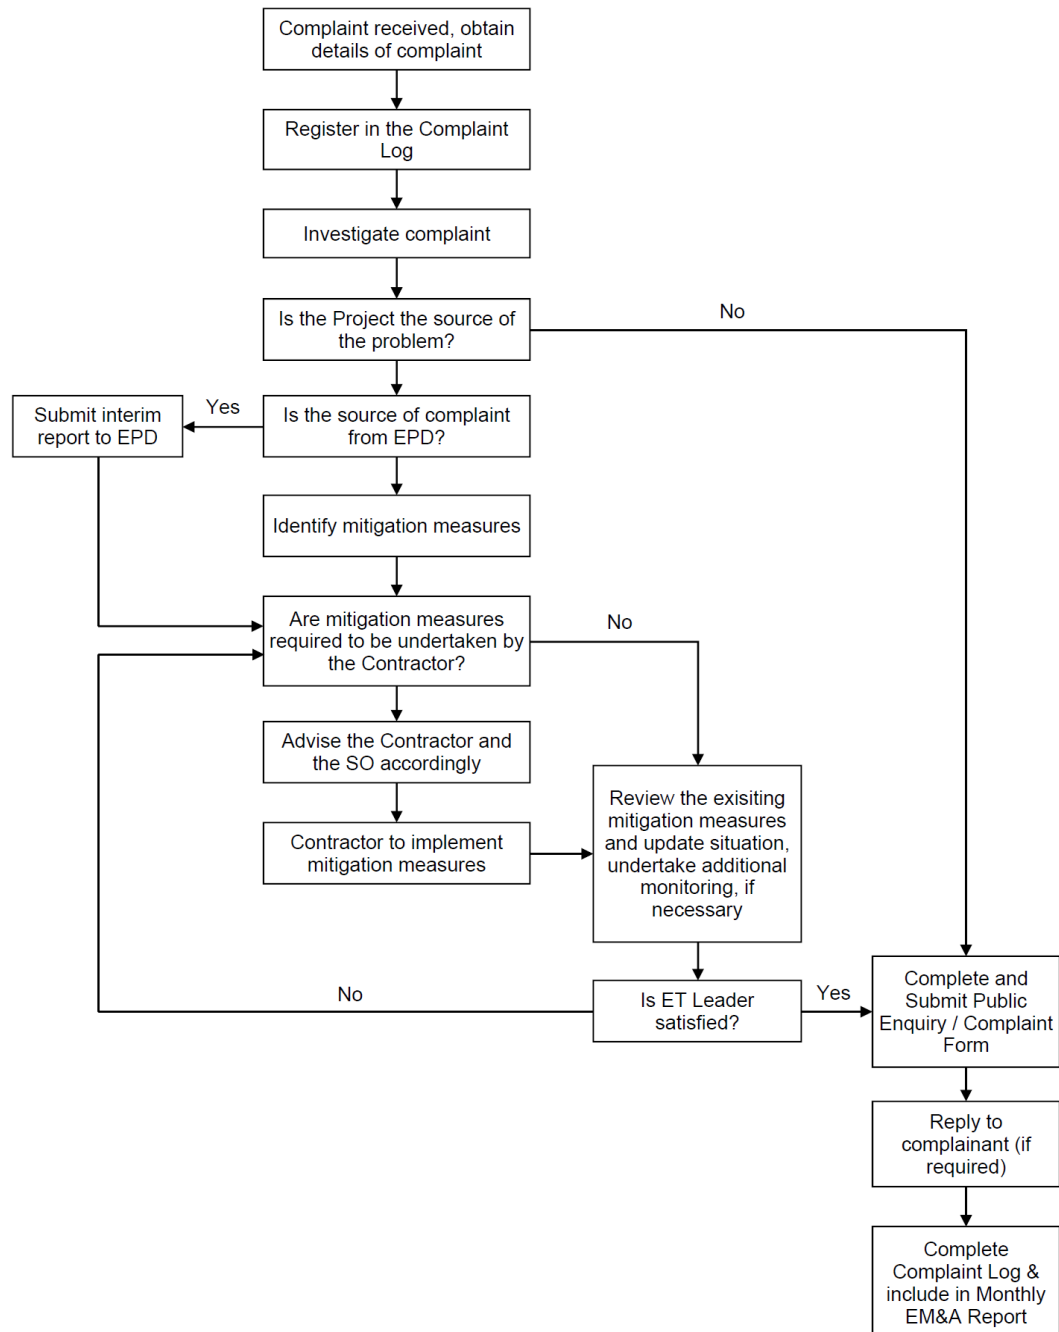 Complaint received, obtain
details of complaint
Register in the Complaint
Log
Investigate complaint
Is the Project the source of
the problem?
No
Submit interim
report to EPD
Yes
Is the source of complaint
from EPD?
Identify mitigation measures
Are mitigation measures
required to be undertaken by
the Contractor?
No
Advise the Contractor and
the SO accordingly
Contractor to implement
mitigation measures
Review the exisiting
mitigation measures
and update situation,
undertake additional
monitoring, if
necessary
No
Is ET Leader
satisfied?
Yes
Complete and
Submit Public
Enquiry / Complaint
Form
Reply to
complainant (if
required)
Complete
Complaint Log &
include in Monthly
EM&A Report